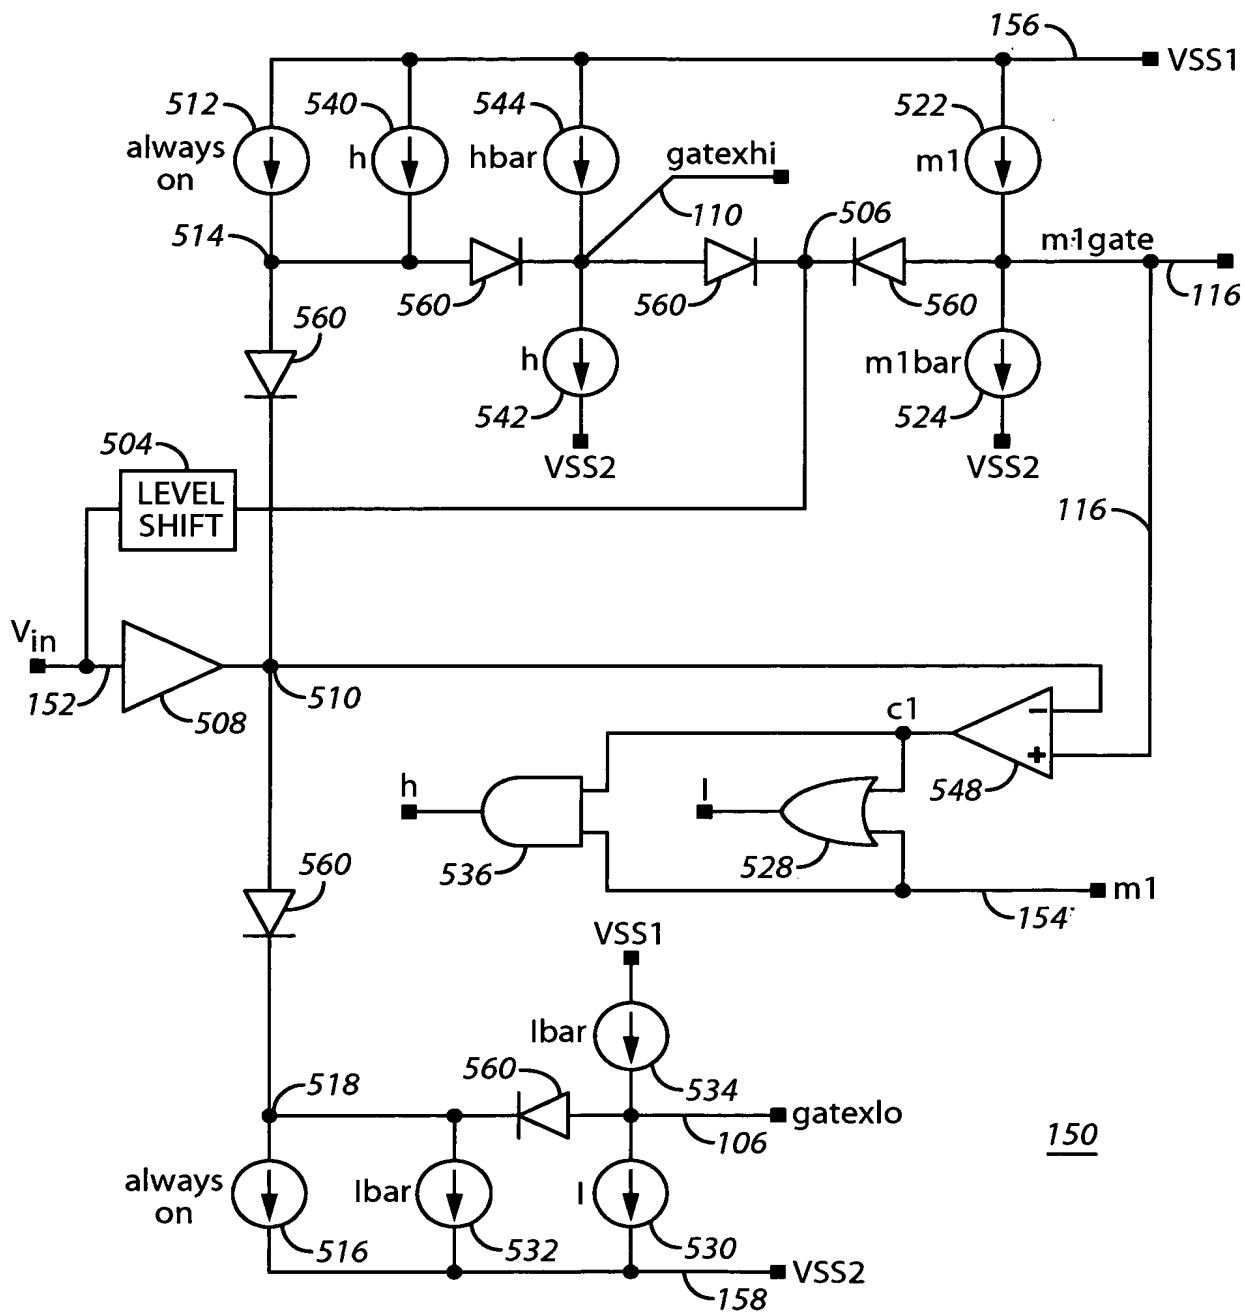 156
VSS1
512
540
544
522
always
on
h
hbar
gatexhi
m1
110
514
506
m1gate
560
560
560
116
560
h
m1bar
542
524
VSS2
VSS2
504
LEVEL
SHIFT
116
Vin
152
508
510
c1
−
+
548
h
l
536
528
560
154
m1
VSS1
lbar
534
560
518
gatexlo
106
150
always
on
lbar
l
516
532
530
VSS2
158